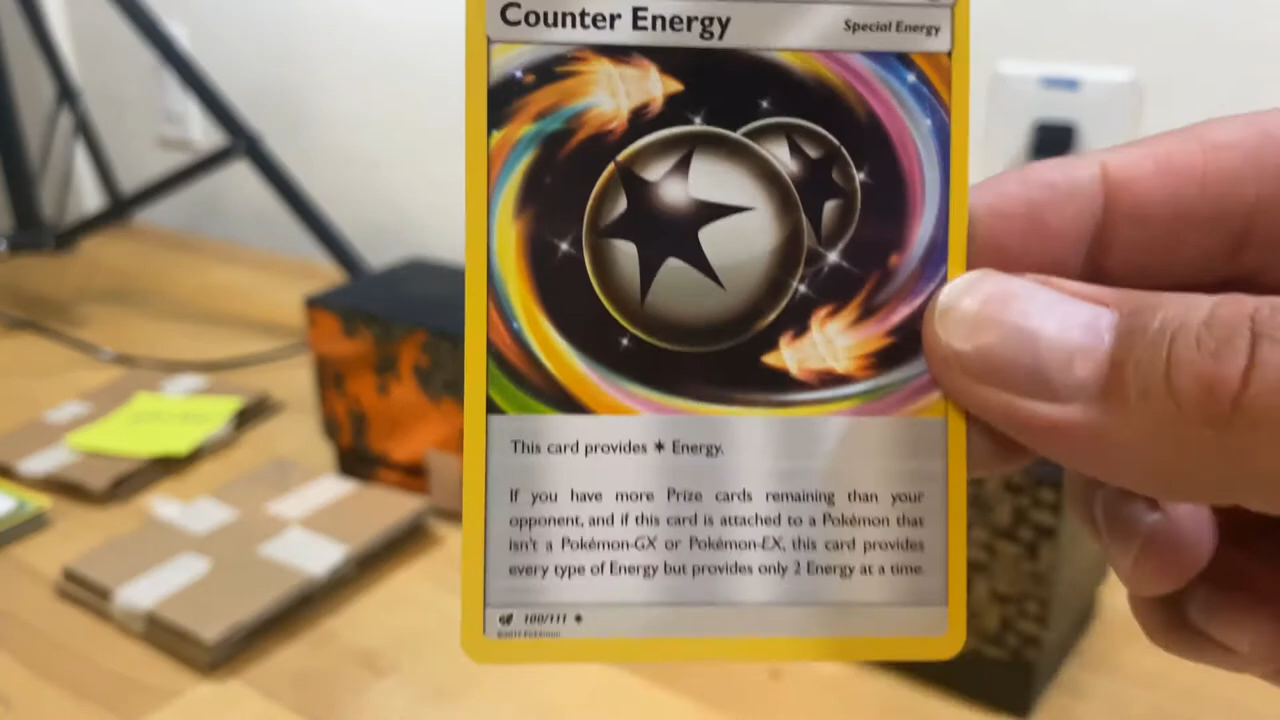 Counter Energy
Special Energy
This card provides ✶ Energy.
If you have more Prize cards remaining than your
opponent, and if this card is attached to a Pokémon that
isn't a Pokémon-GX or Pokémon-EX, this card provides
every type of Energy but provides only 2 Energy at a time.
100/111
©2017 Pokémon